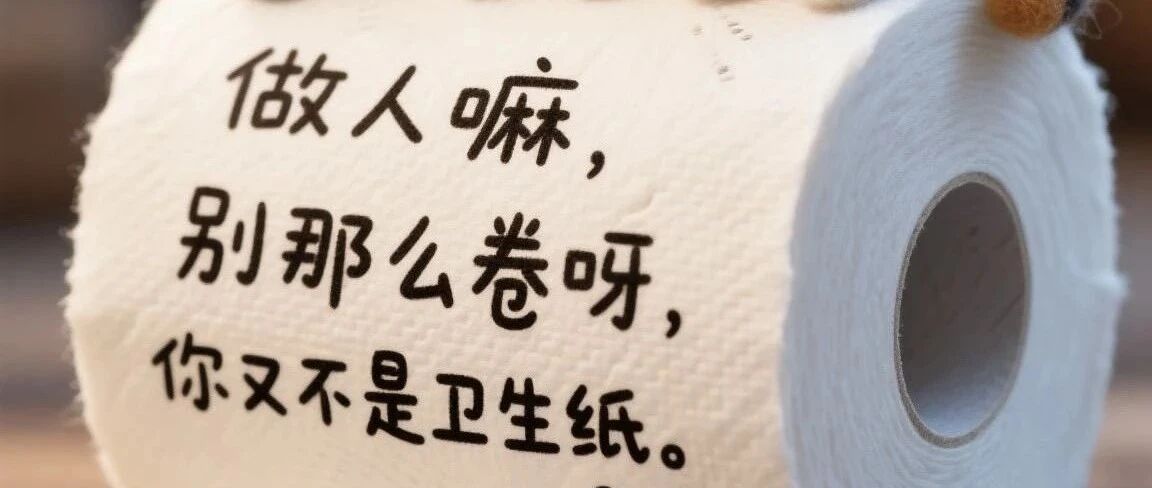 做人嘛，
别那么卷呀，
你又不是卫生纸。